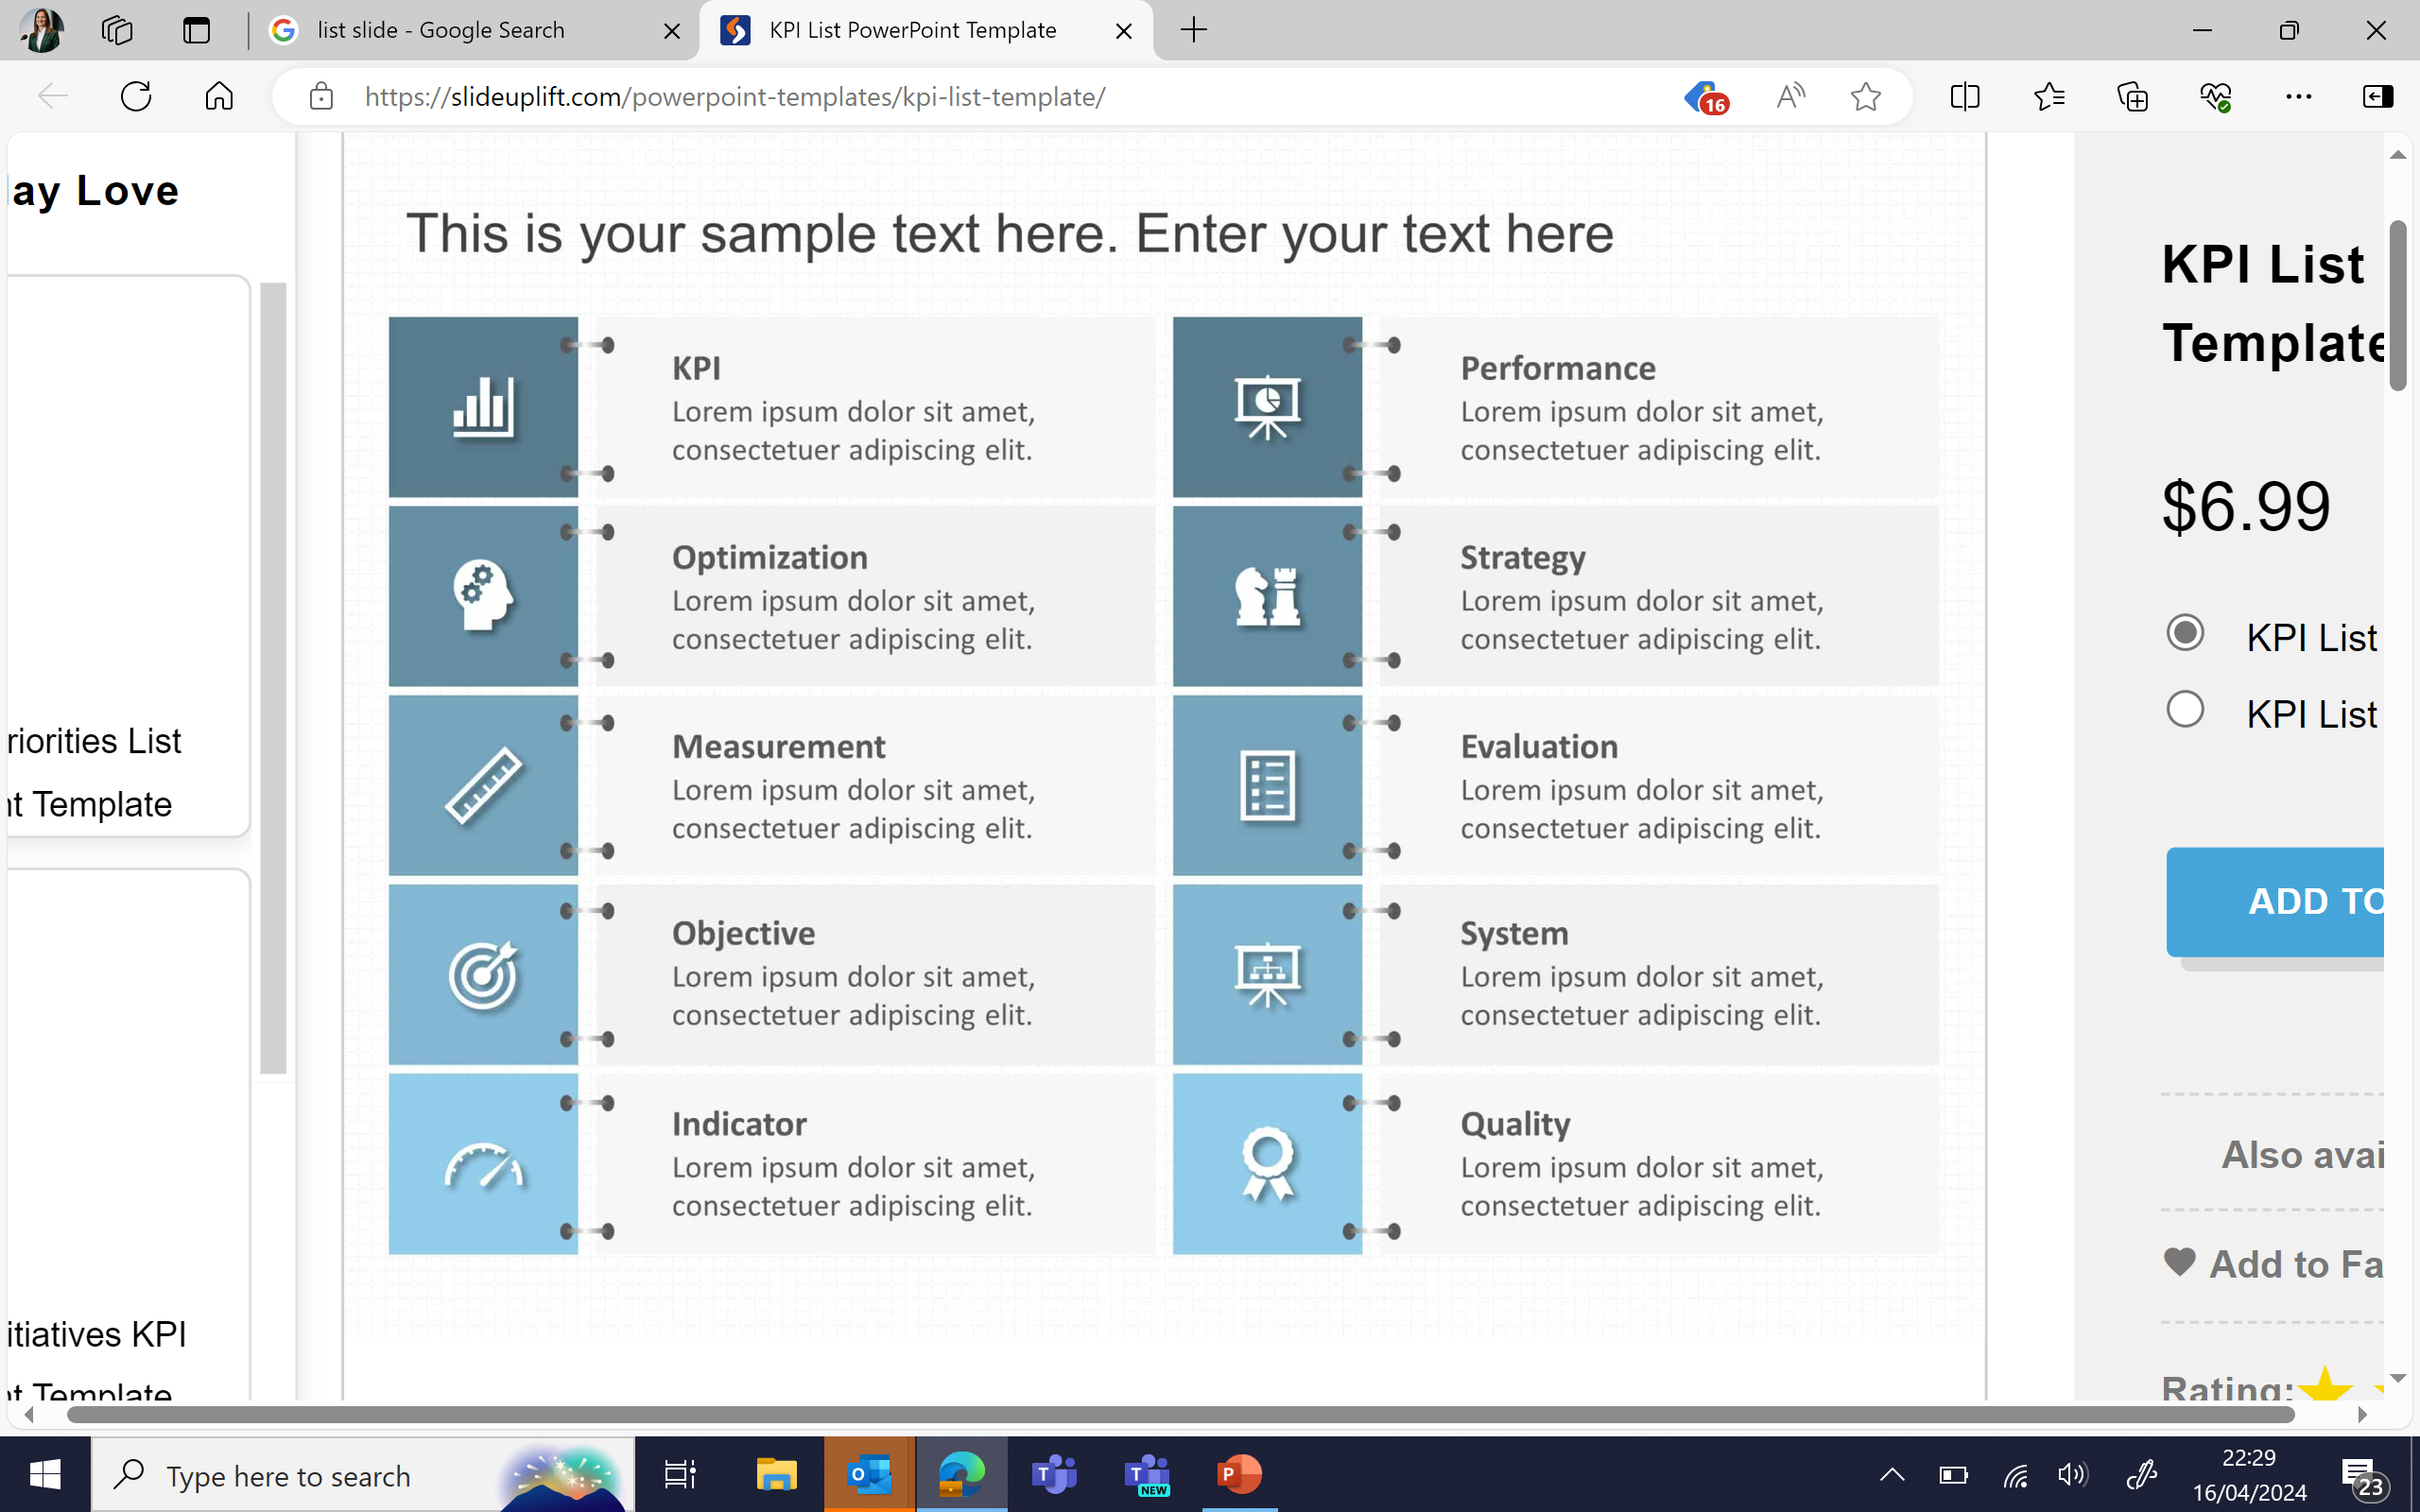 list slide - Google Search
KPI List PowerPoint Template
https://slideuplift.com/powerpoint-templates/kpi-list-template/
16
ay Love
riorities List
nt Template
itiatives KPI
nt Template
This is your sample text here. Enter your text here
KPI
Lorem ipsum dolor sit amet,
consectetuer adipiscing elit.
Performance
Lorem ipsum dolor sit amet,
consectetuer adipiscing elit.
Optimization
Lorem ipsum dolor sit amet,
consectetuer adipiscing elit.
Strategy
Lorem ipsum dolor sit amet,
consectetuer adipiscing elit.
Measurement
Lorem ipsum dolor sit amet,
consectetuer adipiscing elit.
Evaluation
Lorem ipsum dolor sit amet,
consectetuer adipiscing elit.
Objective
Lorem ipsum dolor sit amet,
consectetuer adipiscing elit.
System
Lorem ipsum dolor sit amet,
consectetuer adipiscing elit.
Indicator
Lorem ipsum dolor sit amet,
consectetuer adipiscing elit.
Quality
Lorem ipsum dolor sit amet,
consectetuer adipiscing elit.
KPI List
Template
$6.99
KPI List
KPI List
ADD TO
Also avai
Add to Fa
Rating:
Type here to search
NEW
22:29
16/04/2024
23